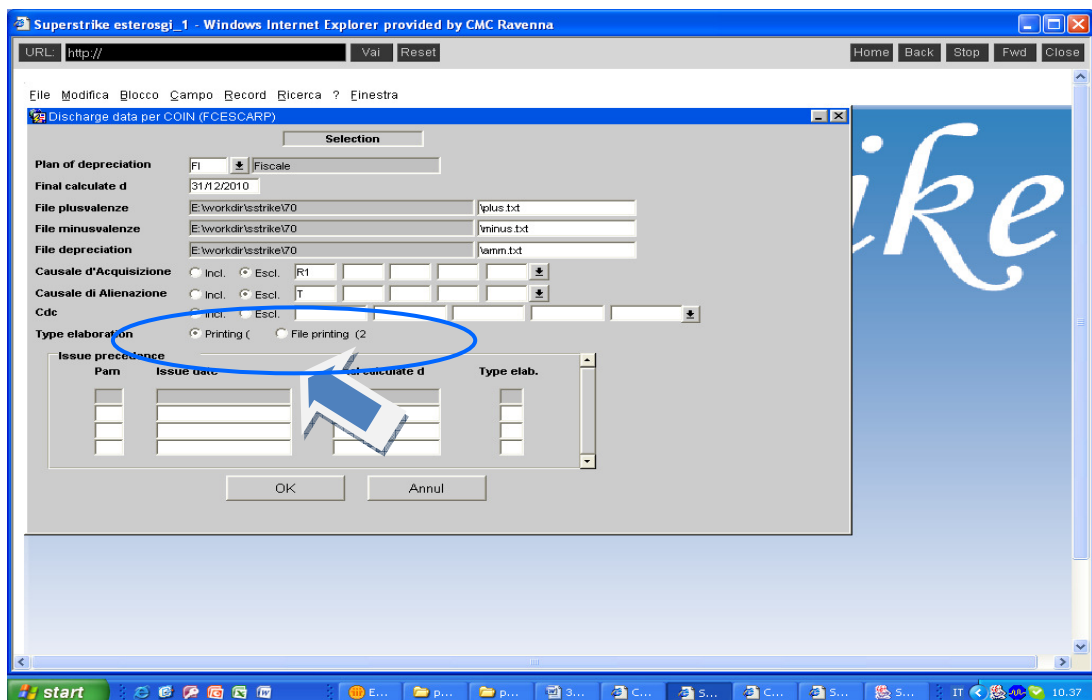 Superstrike esterosgi_1 - Windows Internet Explorer provided by CMC Ravenna
URL: http:// Vai Reset Home Back Stop Fwd Close
File Modifica Blocco Campo Record Ricerca ? Finestra
Discharge data per COIN (FCESCARP)
Selection
Plan of depreciation FI Fiscale
Final calculate d 31/12/2010
File plusvalenze E:\workdir\sstrike\70 \plus.txt
File minusvalenze E:\workdir\sstrike\70 \minus.txt
File depreciation E:\workdir\sstrike\70 \amm.txt
Causale d'Acquisizione Incl. Escl. R1
Causale di Alienazione Incl. Escl. T
Cdc Incl. Escl.
Type elaboration Printing ( File printing (2
Issue precedence
Parn Issue date calculate d Type elab.
OK Annul
ike
start E... p... p... 3... C... S... C... S... S... IT 10.37